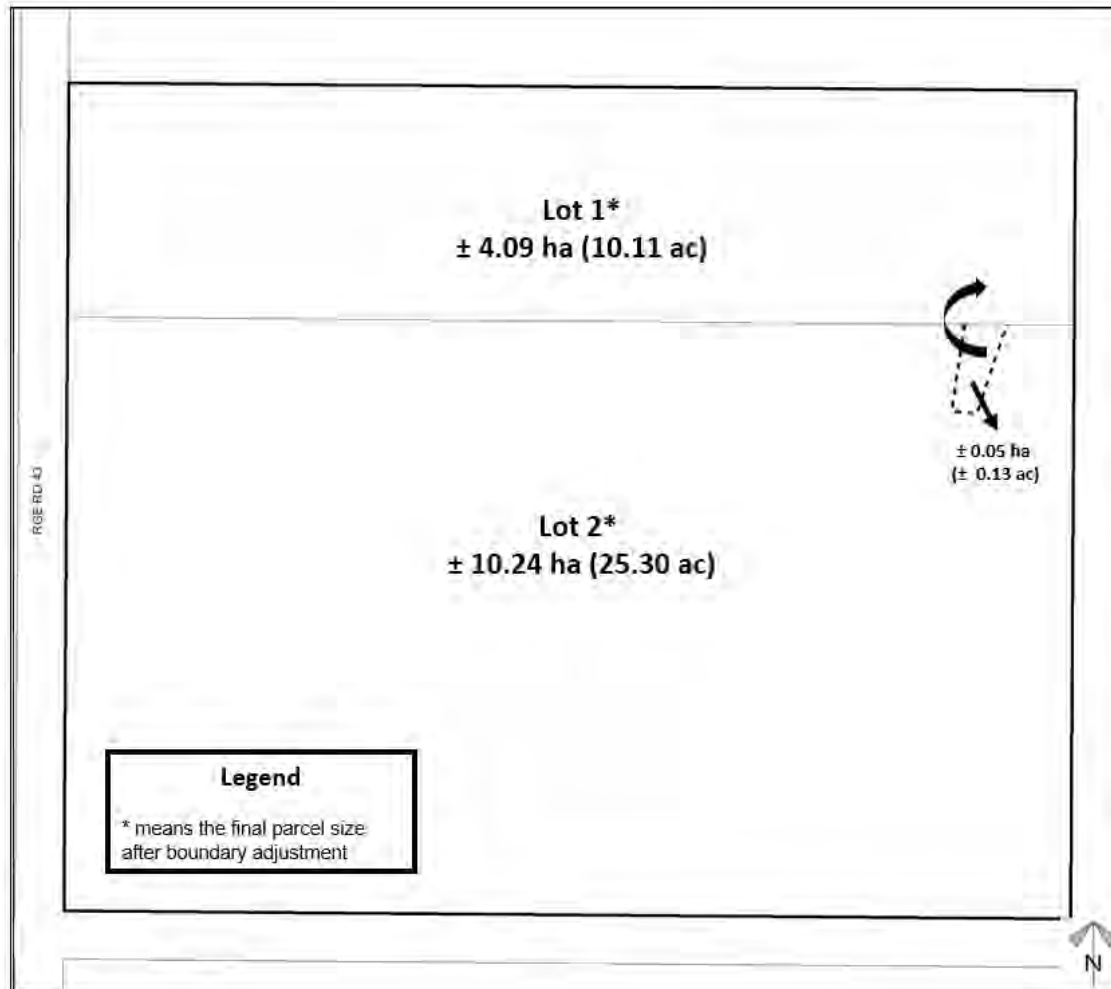 Lot 1*
± 4.09 ha (10.11 ac)
± 0.05 ha
(± 0.13 ac)
RGE RD 43
Lot 2*
± 10.24 ha (25.30 ac)
Legend
* means the final parcel size
after boundary adjustment
N